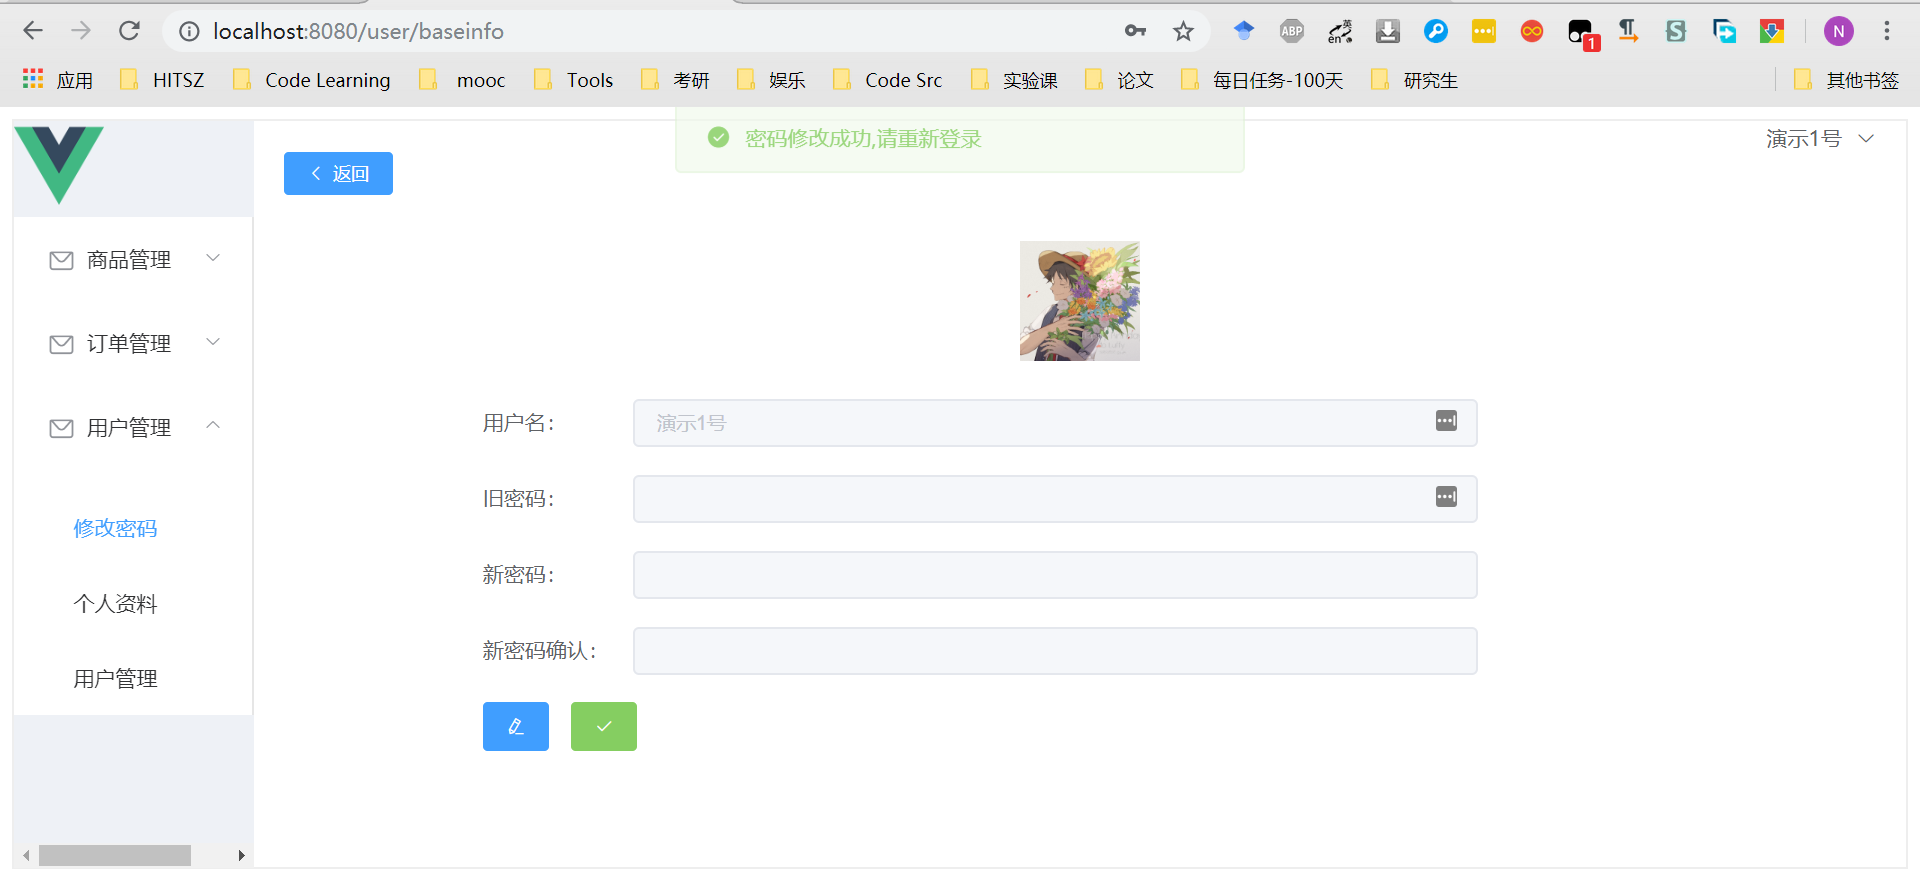 localhost:8080/user/baseinfo
ABP
英
en
1
S
N
应用 HITSZ Code Learning mooc Tools 考研 娱乐 Code Src 实验课 论文 每日任务-100天 研究生 其他书签
密码修改成功,请重新登录
演示1号
返回
商品管理
订单管理
用户管理
修改密码
个人资料
用户管理
用户名：
演示1号
旧密码：
新密码：
新密码确认：